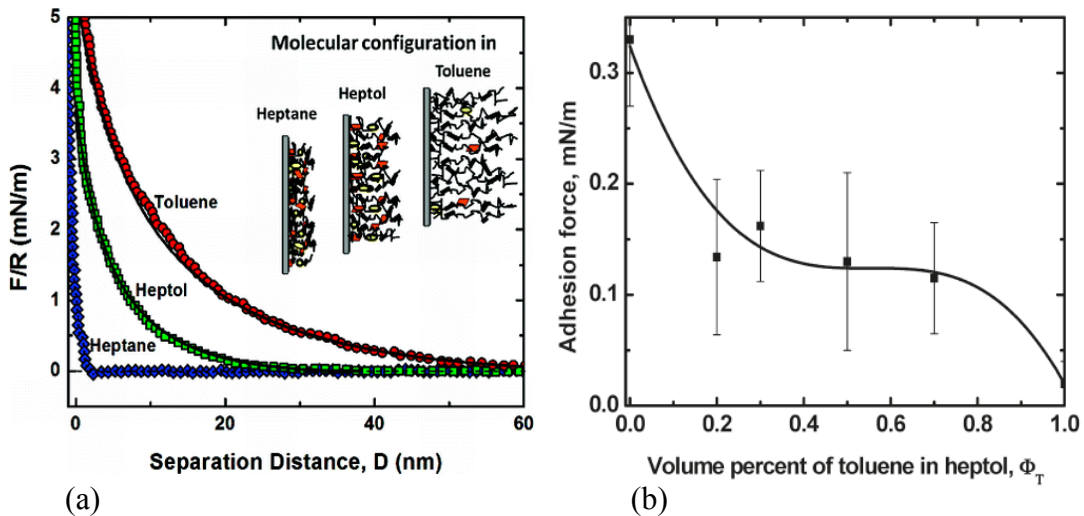 5
4
3
2
1
0
F/R (mN/m)
Molecular configuration in
Toluene
Heptol
Heptane
Toluene
Heptol
Heptane
0
20
40
60
Separation Distance, D (nm)
(a)
0.3
0.2
0.1
0.0
Adhesion force, mN/m
0.0
0.2
0.4
0.6
0.8
1.0
Volume percent of toluene in heptol, Φ_T
(b)